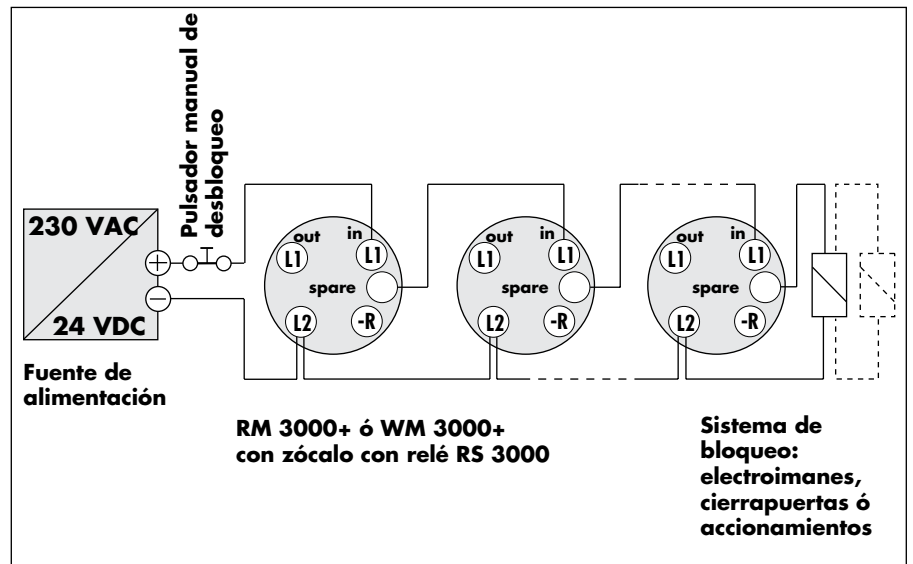 Pulsador manual de
desbloqueo
230 VAC
24 VDC
+
−
Fuente de
alimentación
out in
L1 L1
spare
L2 -R
out in
L1 L1
spare
L2 -R
out in
L1 L1
spare
L2 -R
RM 3000+ ó WM 3000+
con zócalo con relé RS 3000
Sistema de
bloqueo:
electroimanes,
cierrapuertas ó
accionamientos